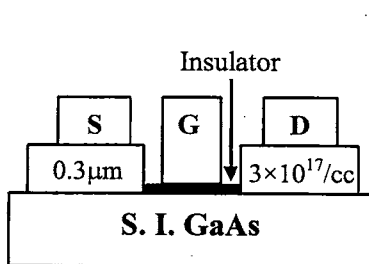 Insulator
S G D
0.3μm 3×10¹⁷/cc
S. I. GaAs